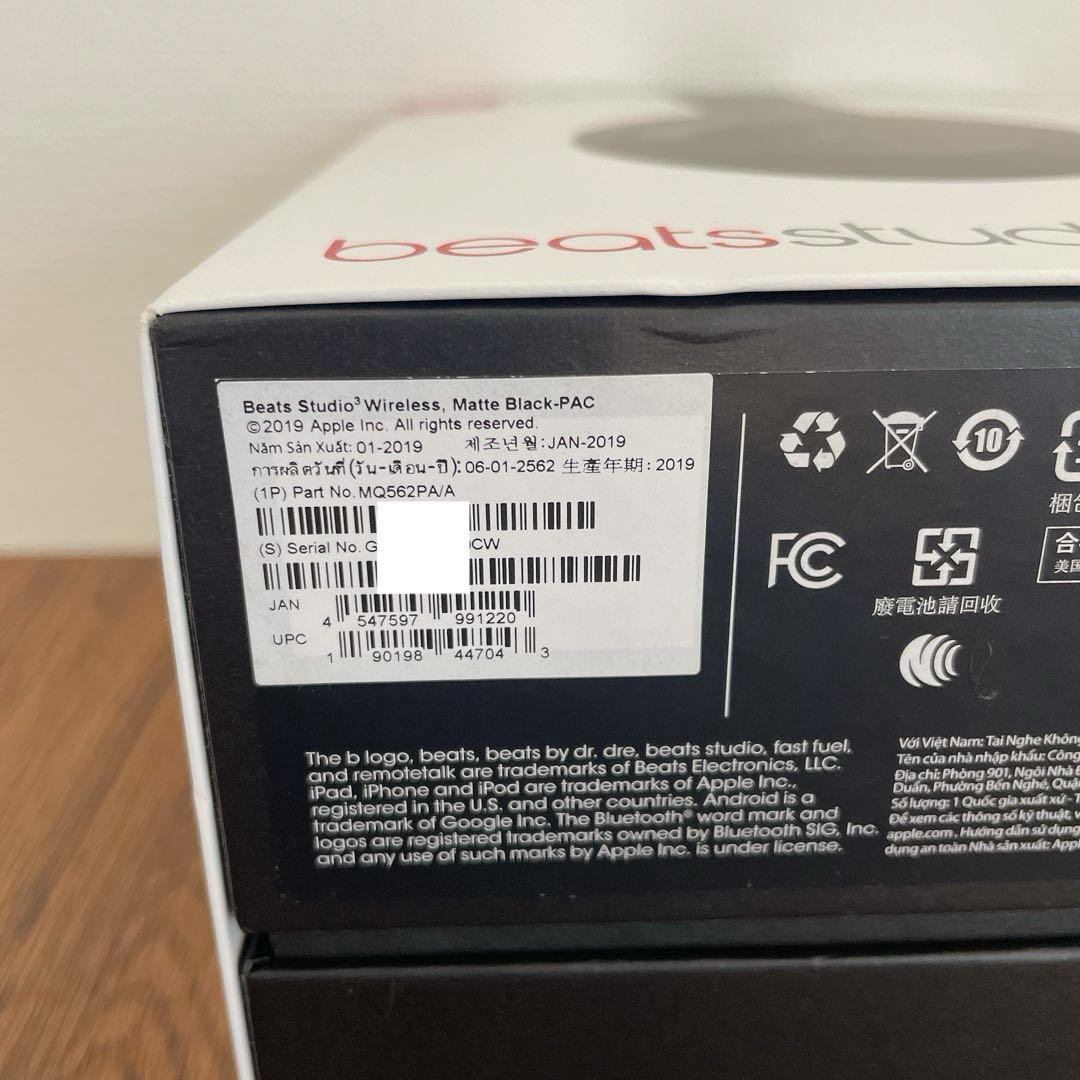 beatsstud
Beats Studio³ Wireless, Matte Black-PAC
©2019 Apple Inc. All rights reserved.
Năm Sản Xuất: 01-2019 제조년월:JAN-2019
การผลิตวันที่(วัน-เดือน-ปี): 06-01-2562 生產年期: 2019
(1P) Part No. MQ562PA/A
(S) Serial No. G CW
JAN
4 547597 991220
UPC
1 90198 44704 3
10
梱包
FC
廢電池請回收
合
美国
The b logo, beats, beats by dr. dre, beats studio, fast fuel,
and remotetalk are trademarks of Beats Electronics, LLC.
iPad, iPhone and iPod are trademarks of Apple Inc.,
registered in the U.S. and other countries. Android is a
trademark of Google Inc. The Bluetooth® word mark and
logos are registered trademarks owned by Bluetooth SIG, Inc.
and any use of such marks by Apple Inc. is under license.
Với Việt Nam: Tai Nghe Không
Tên của nhà nhập khẩu: Công
Địa chỉ: Phòng 901, Ngôi Nhà Đ
Duẩn, Phường Bến Nghé, Quận
Số lượng: 1 Quốc gia xuất xứ - T
Để xem các thông số kỹ thuật, v
apple.com . Hướng dẫn sử dụng
dụng an toàn Nhà sản xuất: Appl